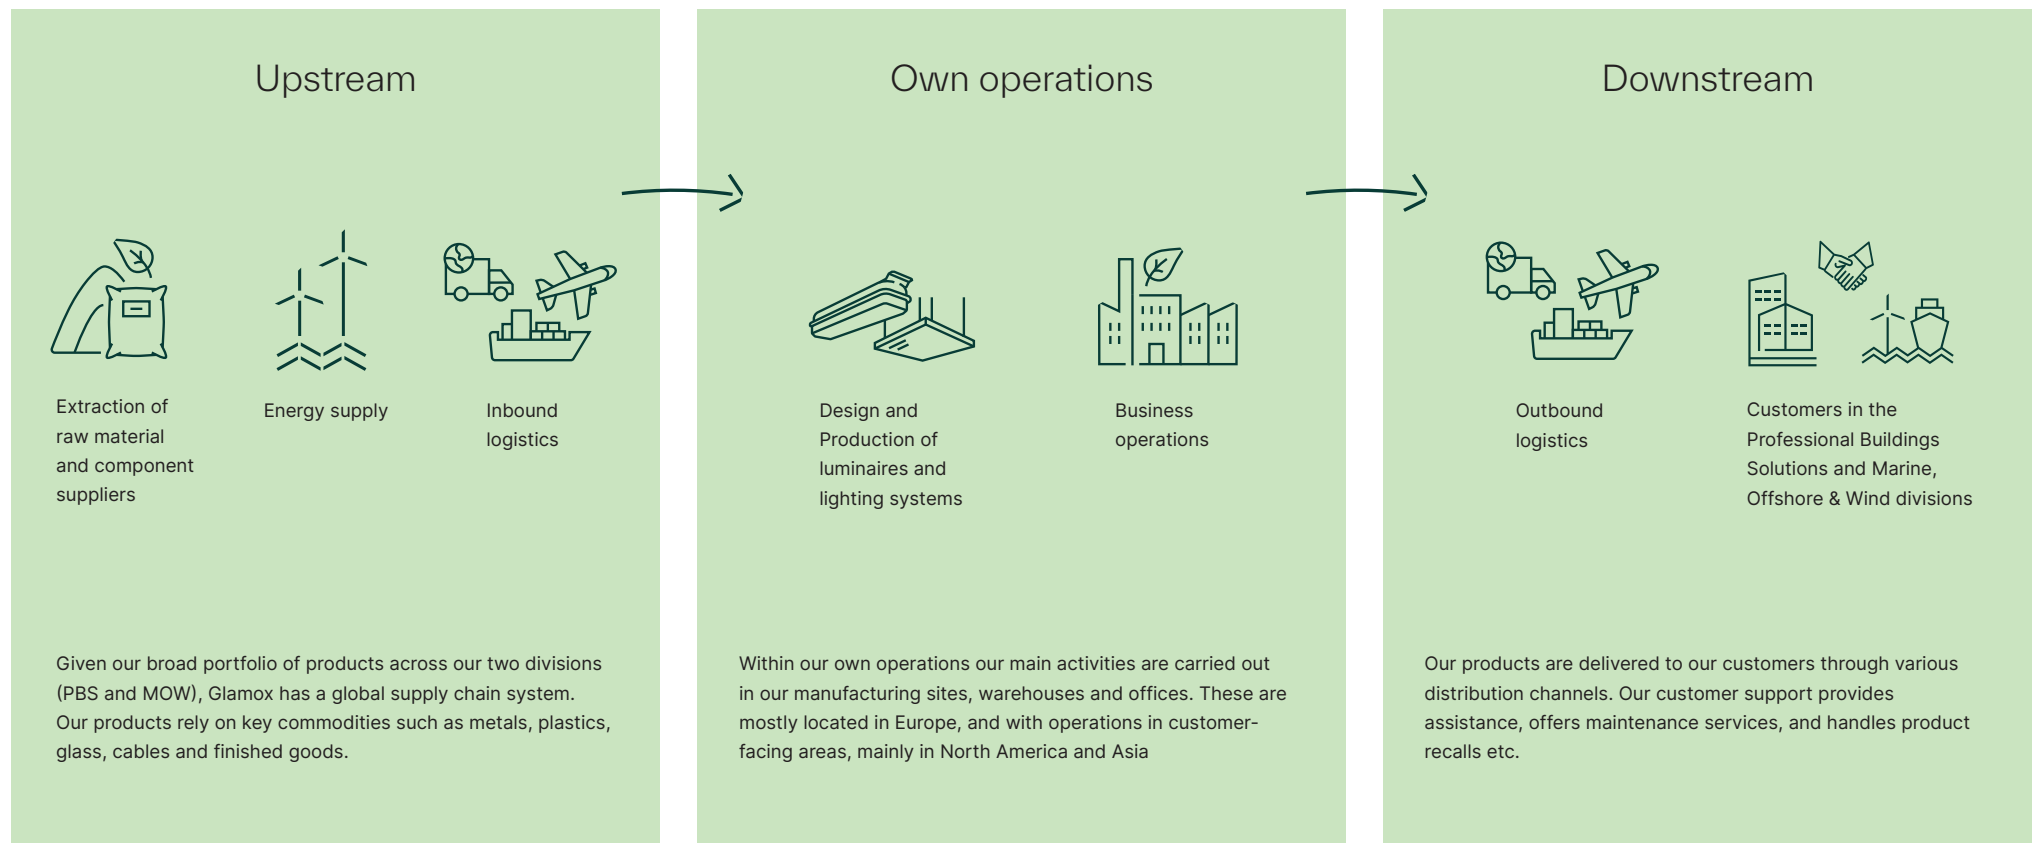 Upstream
Extraction of
raw material
and component
suppliers
Energy supply
Inbound
logistics
Given our broad portfolio of products across our two divisions
(PBS and MOW), Glamox has a global supply chain system.
Our products rely on key commodities such as metals, plastics,
glass, cables and finished goods.
Own operations
Design and
Production of
luminaires and
lighting systems
Business
operations
Within our own operations our main activities are carried out
in our manufacturing sites, warehouses and offices. These are
mostly located in Europe, and with operations in customer-
facing areas, mainly in North America and Asia
Downstream
Outbound
logistics
Customers in the
Professional Buildings
Solutions and Marine,
Offshore & Wind divisions
Our products are delivered to our customers through various
distribution channels. Our customer support provides
assistance, offers maintenance services, and handles product
recalls etc.